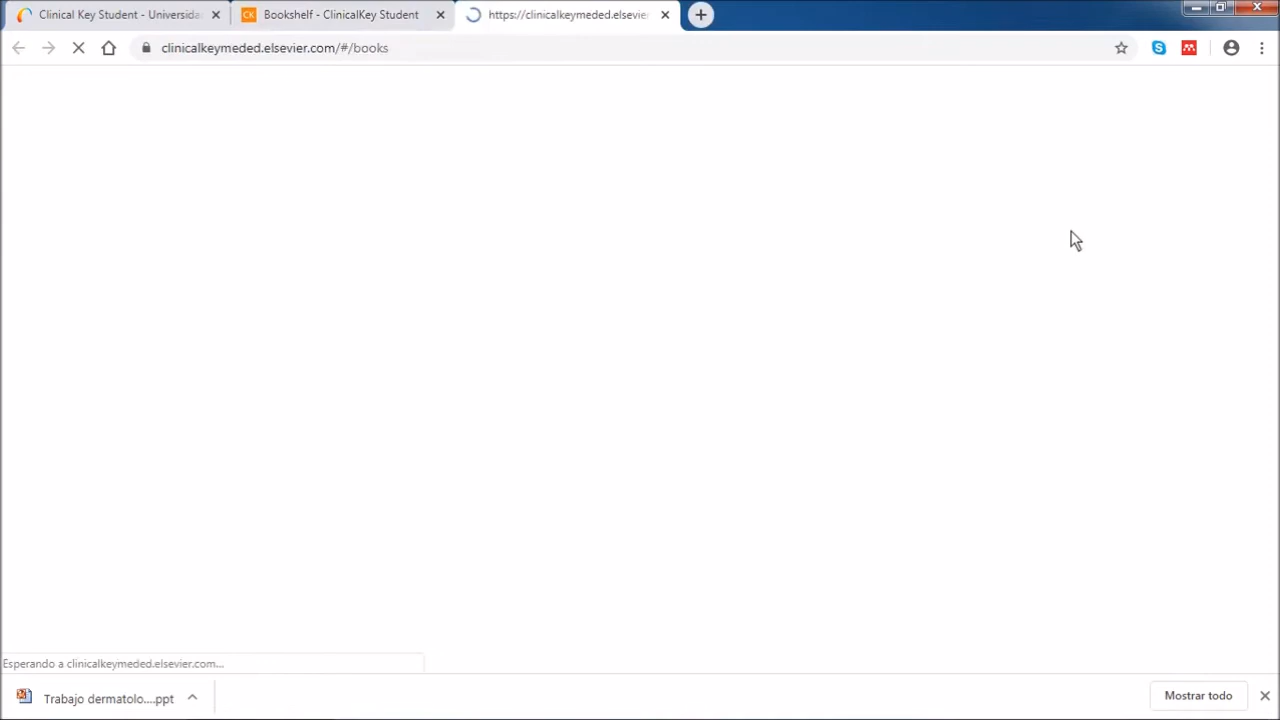 Clinical Key Student - Universida
CK Bookshelf - ClinicalKey Student
https://clinicalkeymeded.elsevie
clinicalkeymeded.elsevier.com/#/books
Esperando a clinicalkeymeded.elsevier.com...
Trabajo dermatolo....ppt
Mostrar todo